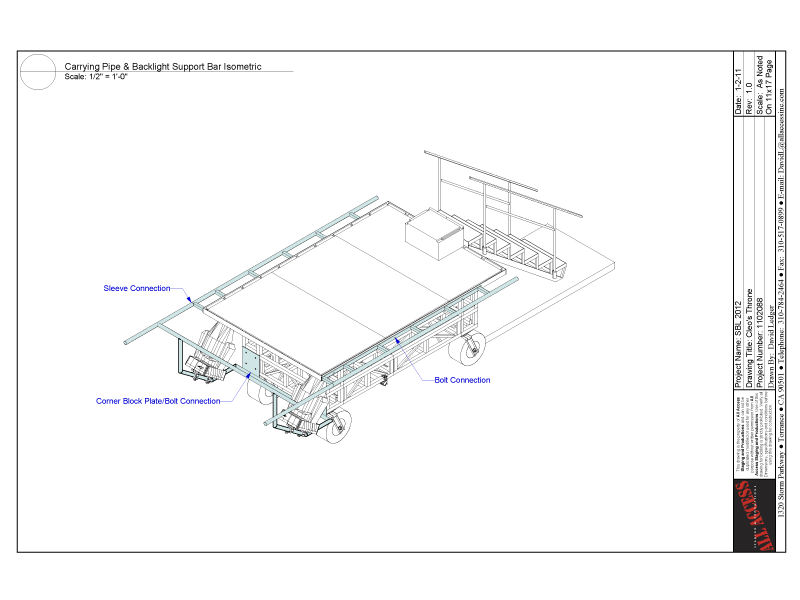 Carrying Pipe & Backlight Support Bar Isometric
Scale: 1/2" = 1'-0"
Sleeve Connection
Bolt Connection
Corner Block Plate/Bolt Connection
Date: 1-2-11
Rev: 1.0
Scale: As Noted
On 11x17 Page
Project Name: SBL 2012
Drawing Title: Cleo's Throne
Project Number: 1102088
Drawn By: David Ledger
ALL ACCESS
1320 Storm Parkway ● Torrance ● CA 90501 ● Telephone: 310-784-2464 ● Fax: 310-517-0899 ● E-mail: DavidL@allaccessinc.com